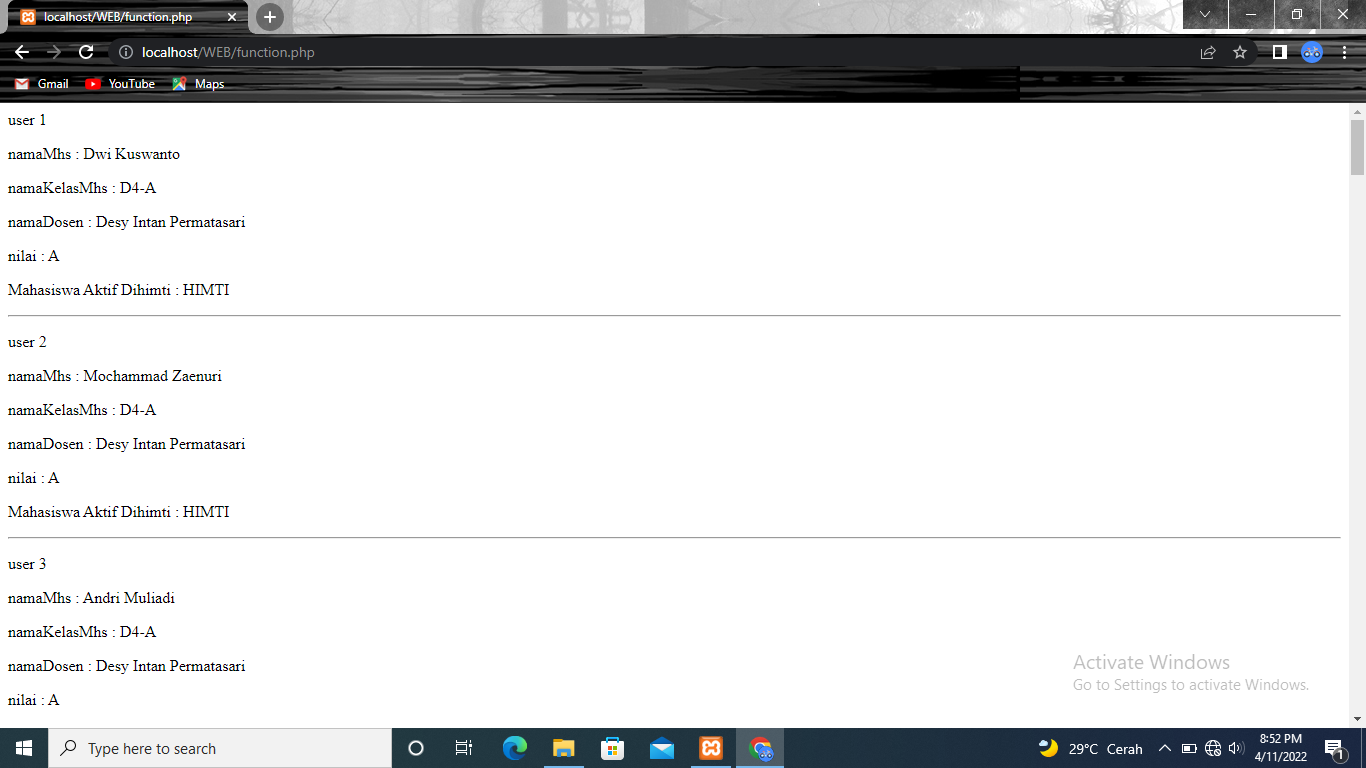 localhost/WEB/function.php
localhost/WEB/function.php
Gmail YouTube Maps
user 1
namaMhs : Dwi Kuswanto
namaKelasMhs : D4-A
namaDosen : Desy Intan Permatasari
nilai : A
Mahasiswa Aktif Dihimti : HIMTI
user 2
namaMhs : Mochammad Zaenuri
namaKelasMhs : D4-A
namaDosen : Desy Intan Permatasari
nilai : A
Mahasiswa Aktif Dihimti : HIMTI
user 3
namaMhs : Andri Muliadi
namaKelasMhs : D4-A
namaDosen : Desy Intan Permatasari
nilai : A
Activate Windows
Go to Settings to activate Windows.
Type here to search
29°C Cerah
8:52 PM
4/11/2022
1